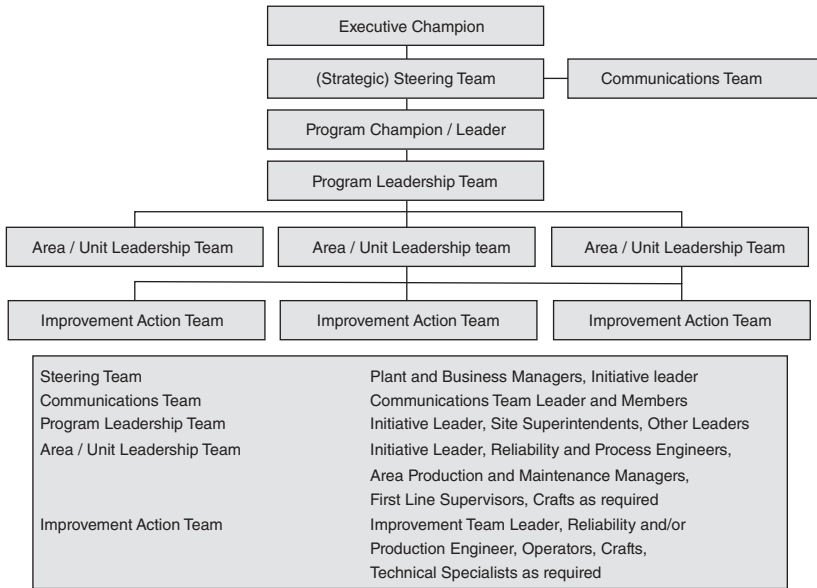 Executive Champion
(Strategic) Steering Team
Communications Team
Program Champion / Leader
Program Leadership Team
Area / Unit Leadership Team
Area / Unit Leadership team
Area / Unit Leadership Team
Improvement Action Team
Improvement Action Team
Improvement Action Team
Steering Team Plant and Business Managers, Initiative leader
Communications Team Communications Team Leader and Members
Program Leadership Team Initiative Leader, Site Superintendents, Other Leaders
Area / Unit Leadership Team Initiative Leader, Reliability and Process Engineers,
Area Production and Maintenance Managers,
First Line Supervisors, Crafts as required
Improvement Action Team Improvement Team Leader, Reliability and/or
Production Engineer, Operators, Crafts,
Technical Specialists as required